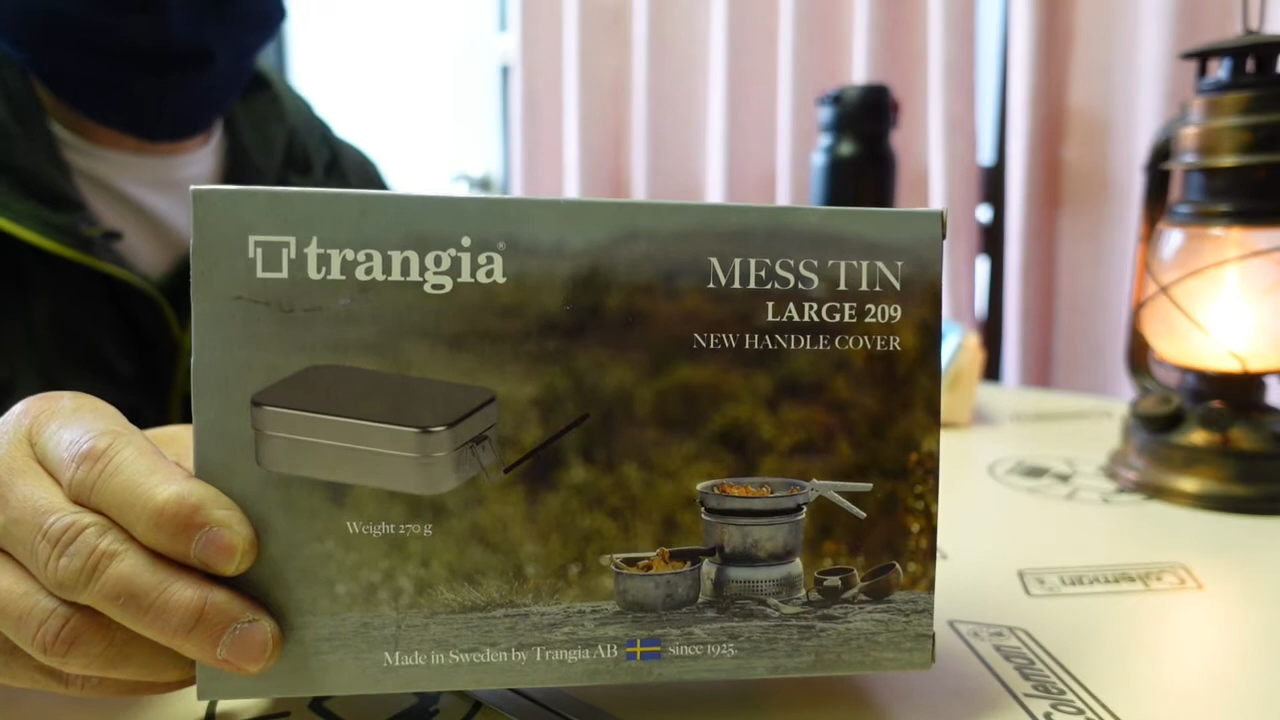 trangia®
MESS TIN
LARGE 209
NEW HANDLE COVER
Weight 270 g
Made in Sweden by Trangia AB since 1925.
Coleman
Coleman